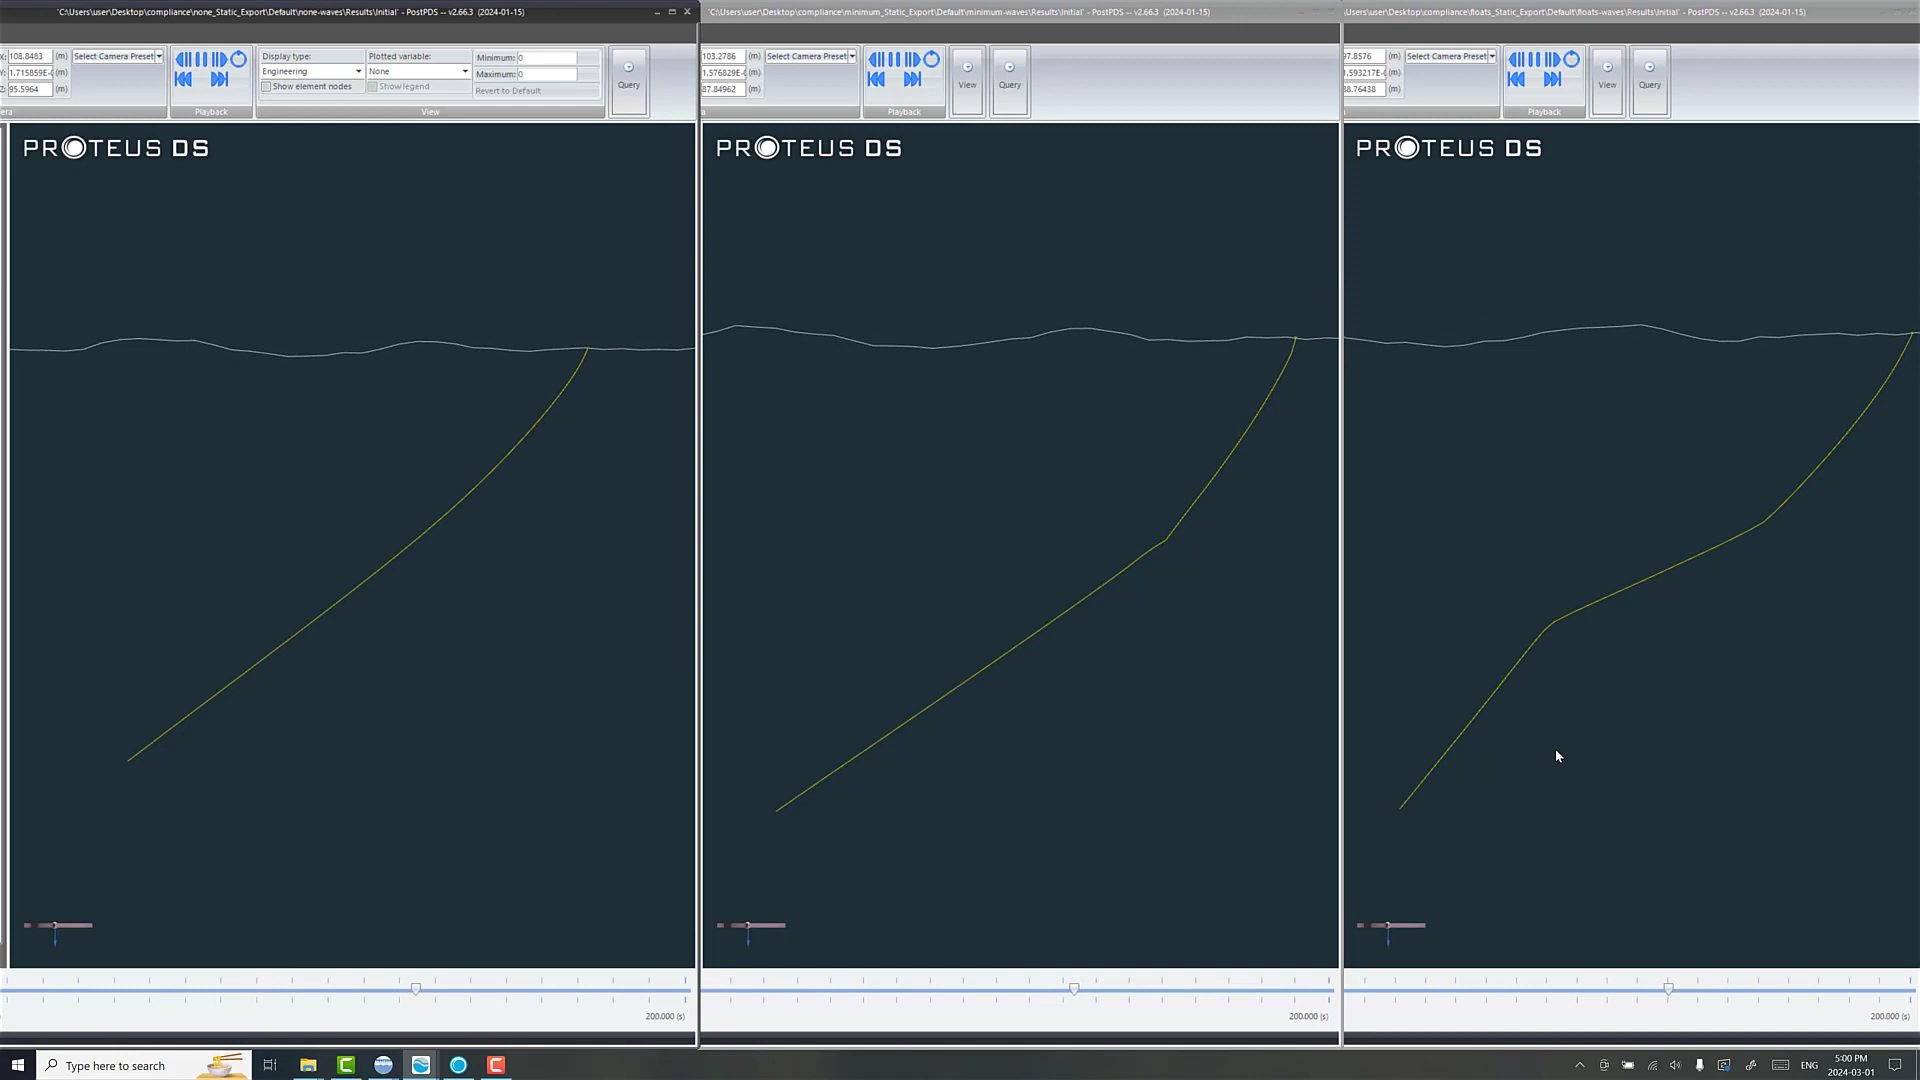 'C:\Users\user\Desktop\compliance\none_Static_Export\Default\none-waves\Results\Initial' - PostPDS -- v2.66.3 (2024-01-15)
108.8483 (m) Select Camera Preset
(m)
95.5964 (m)
Playback
Display type:
Engineering
Show element nodes
Plotted variable:
None
Show legend
Minimum: 0
Maximum: 0
Revert to Default
View
Query
PROTEUS DS
200.000 (s)
'C:\Users\user\Desktop\compliance\minimum_Static_Export\Default\minimum-waves\Results\Initial' - PostPDS -- v2.66.3 (2024-01-15)
103.2786 (m) Select Camera Preset
(m)
87.84962 (m)
Playback
View
Query
PROTEUS DS
200.000 (s)
C:\Users\user\Desktop\compliance\floats_Static_Export\Default\floats-waves\Results\Initial' - PostPDS -- v2.66.3 (2024-01-15)
97.8576 (m) Select Camera Preset
(m)
(m)
Playback
View
Query
PROTEUS DS
200.000 (s)
Type here to search
ENG
5:00 PM
2024-03-01